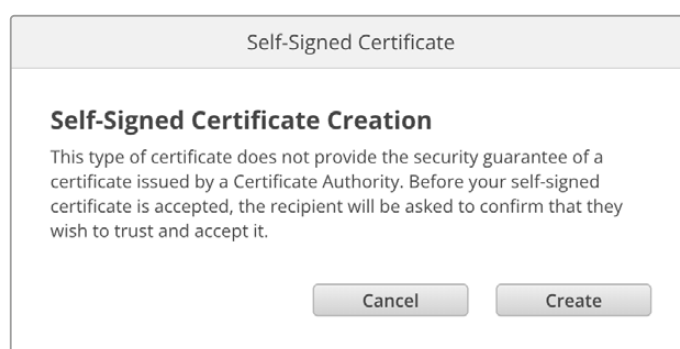 Self-Signed Certificate
Self-Signed Certificate Creation
This type of certificate does not provide the security guarantee of a
certificate issued by a Certificate Authority. Before your self-signed
certificate is accepted, the recipient will be asked to confirm that they
wish to trust and accept it.
Cancel Create